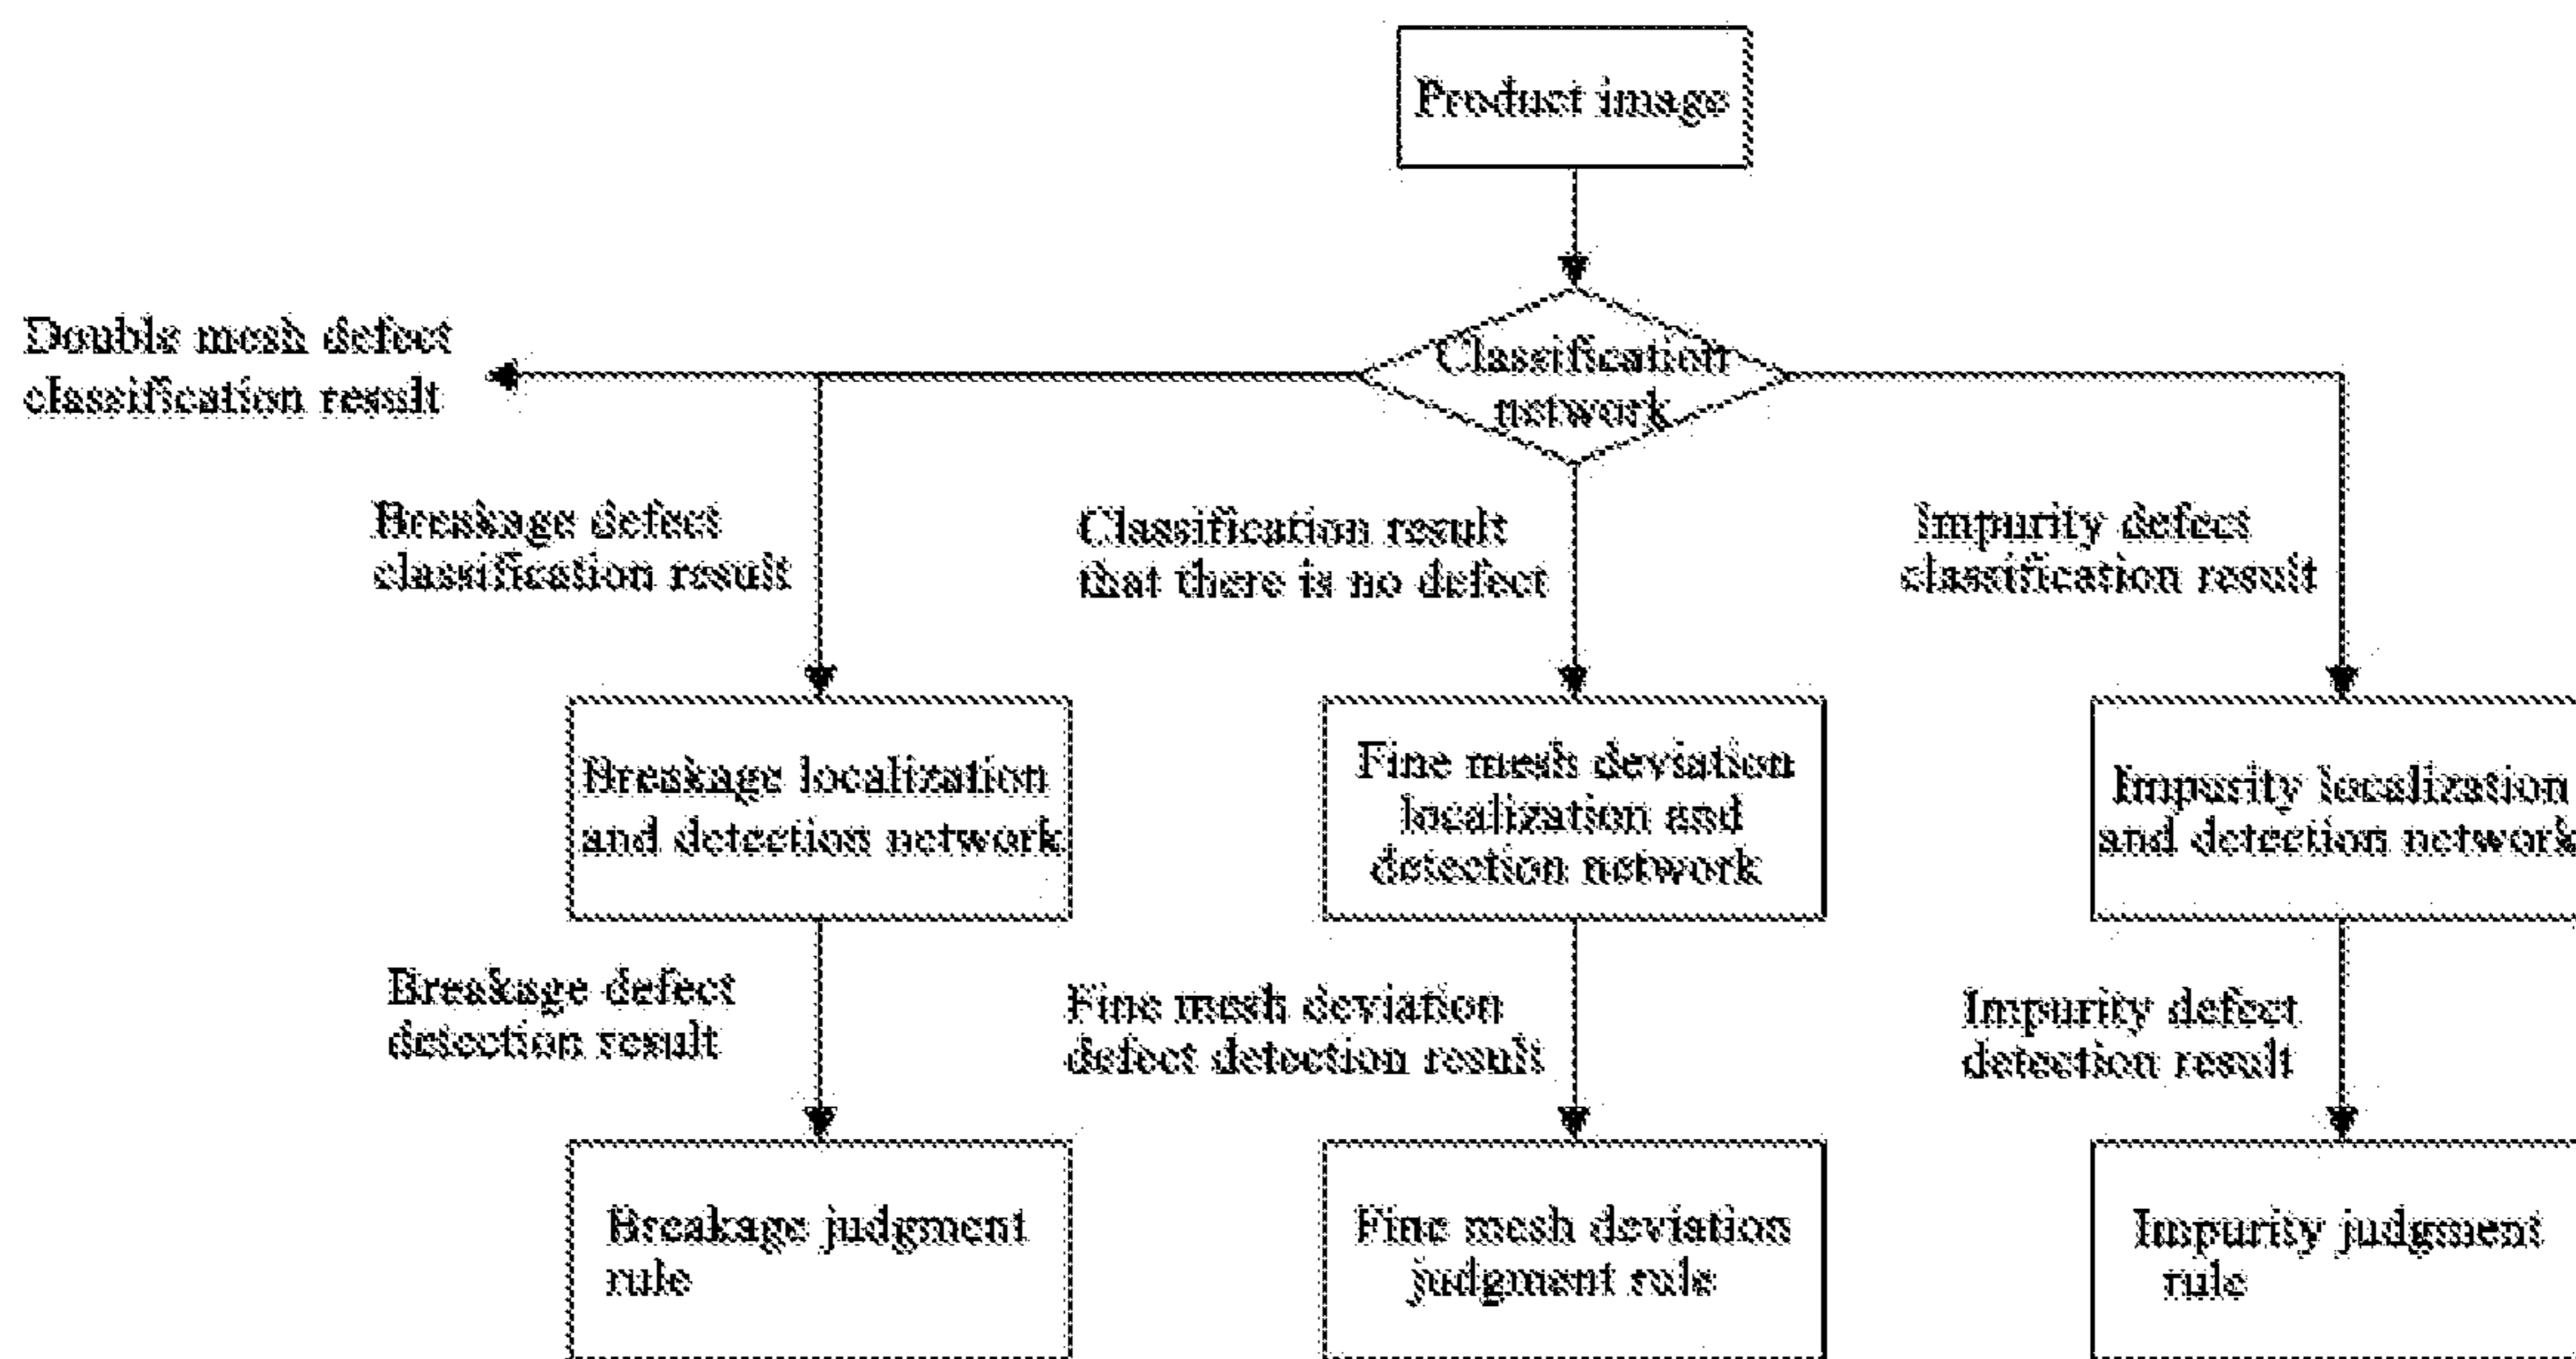 Product image
Classification
network
Double mesh defect
classification result
Breakage defect
classification result
Classification result
that there is no defect
Impurity defect
classification result
Breakage localization
and detection network
Fine mesh deviation
localization and
detection network
Impurity localization
and detection network
Breakage defect
detection result
Fine mesh deviation
defect detection result
Impurity defect
detection result
Breakage judgment
rule
Fine mesh deviation
judgment rule
Impurity judgment
rule